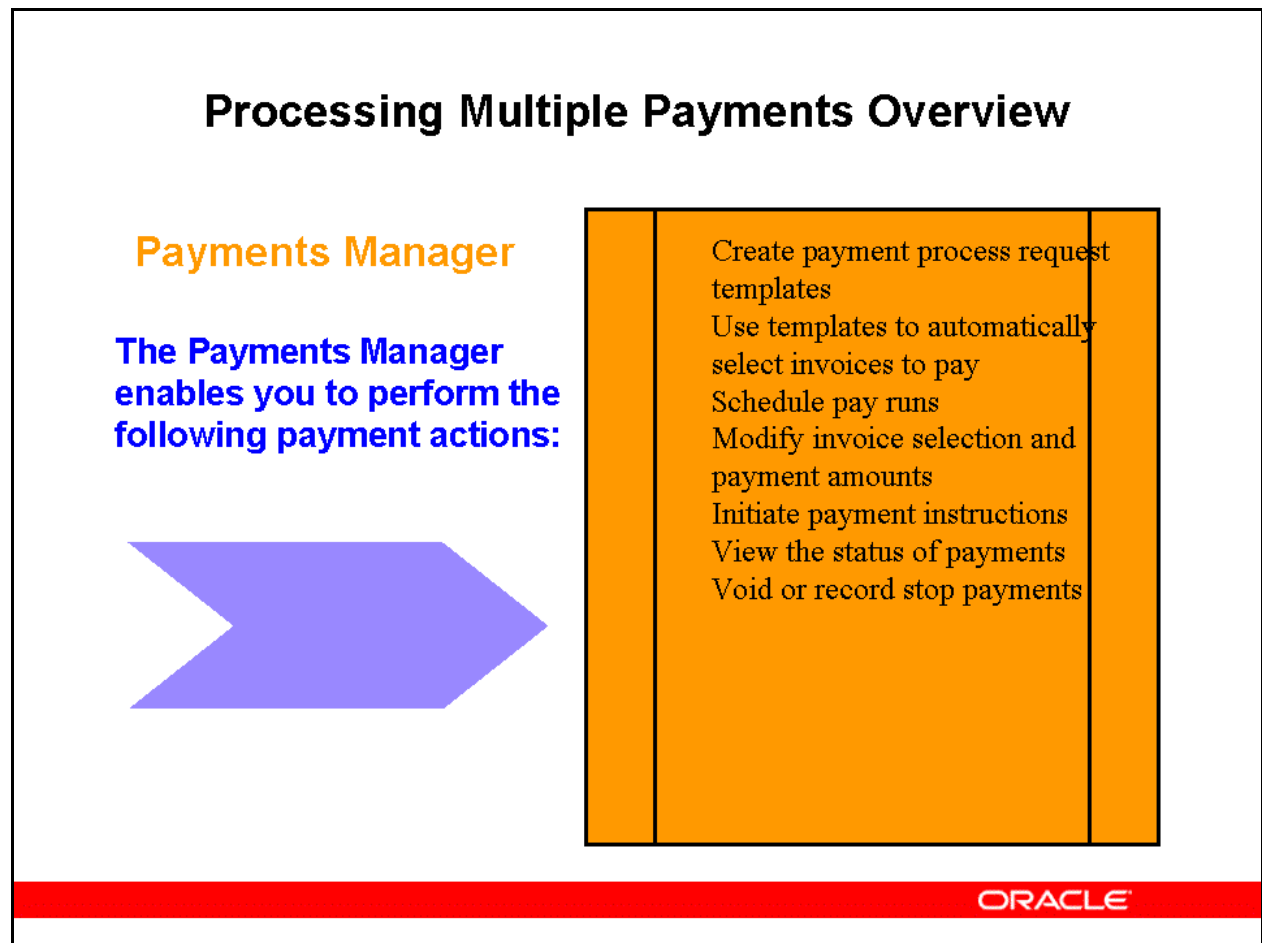 Processing Multiple Payments Overview
Payments Manager
The Payments Manager
enables you to perform the
following payment actions:
Create payment process request
templates
Use templates to automatically
select invoices to pay
Schedule pay runs
Modify invoice selection and
payment amounts
Initiate payment instructions
View the status of payments
Void or record stop payments
ORACLE